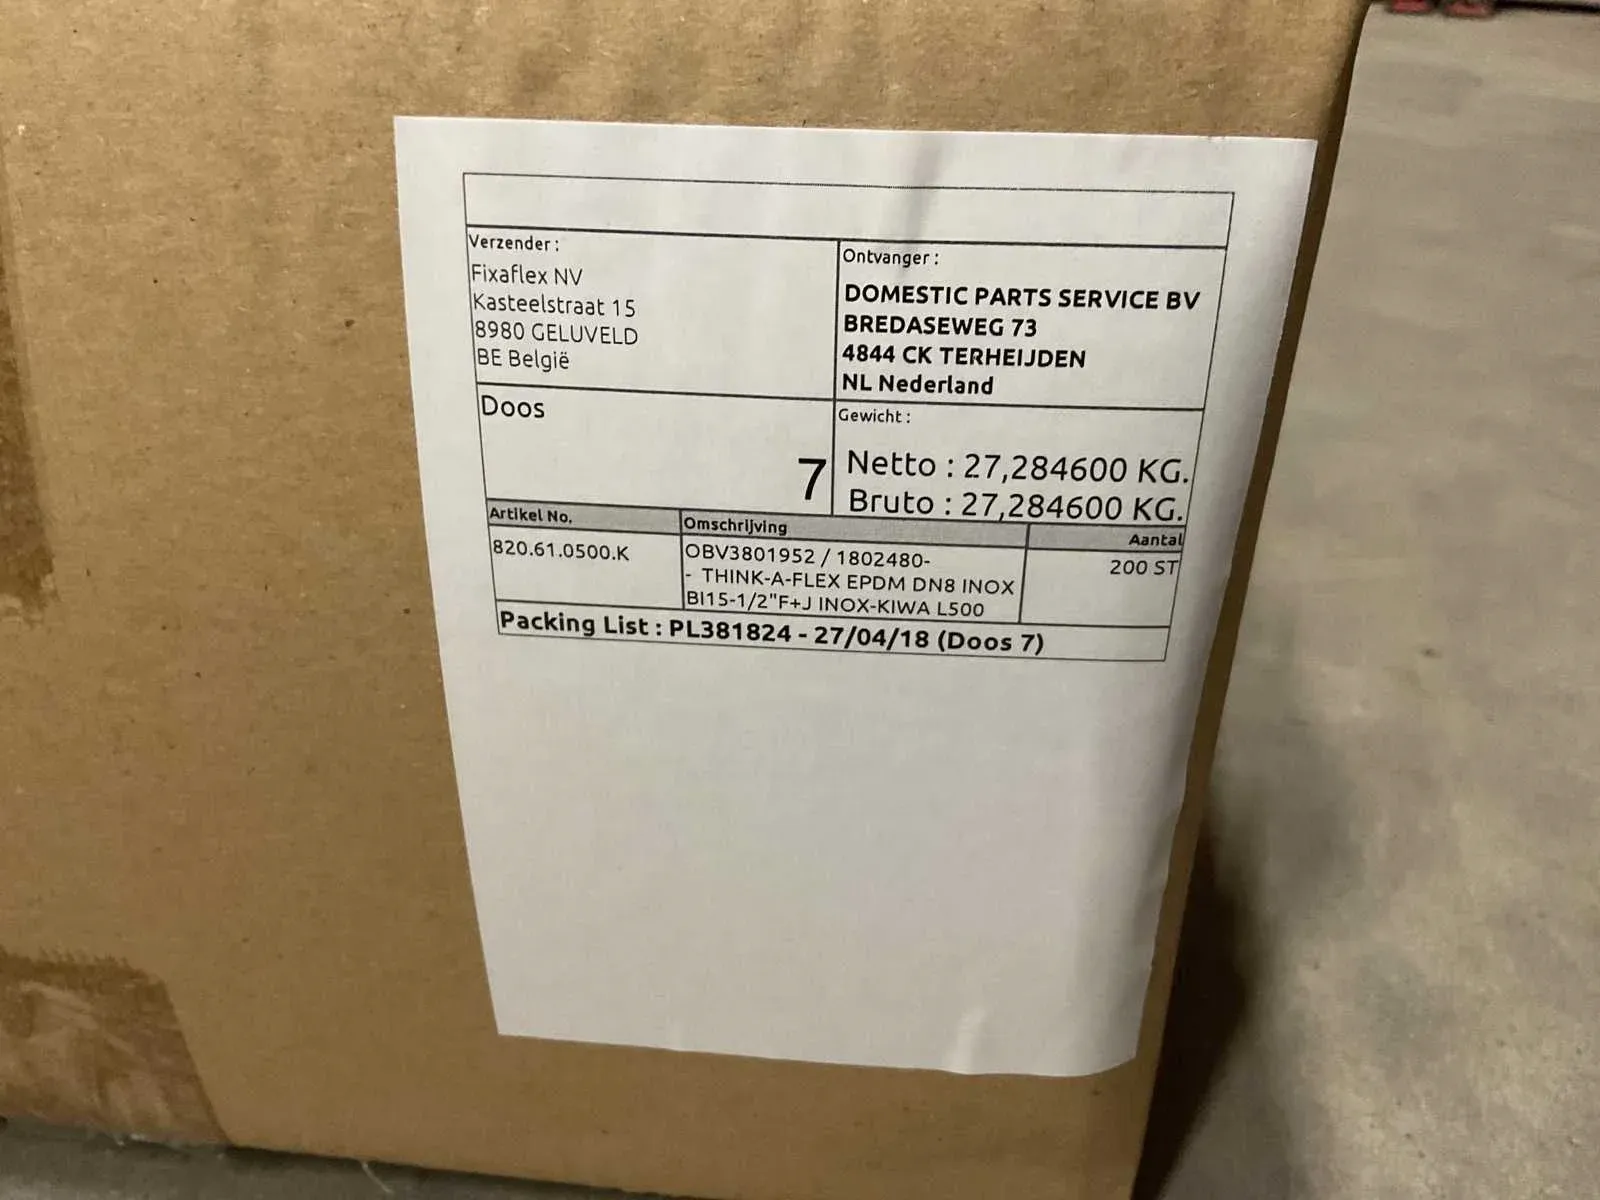 Verzender :
Fixaflex NV
Kasteelstraat 15
8980 GELUVELD
BE België
Ontvanger :
DOMESTIC PARTS SERVICE BV
BREDASEWEG 73
4844 CK TERHEIJDEN
NL Nederland
Doos
7
Gewicht :
Netto : 27,284600 KG.
Bruto : 27,284600 KG.
Artikel No. Omschrijving Aantal
820.61.0500.K OBV3801952 / 1802480- 200 ST
- THINK-A-FLEX EPDM DN8 INOX
BI15-1/2"F+J INOX-KIWA L500
Packing List : PL381824 - 27/04/18 (Doos 7)